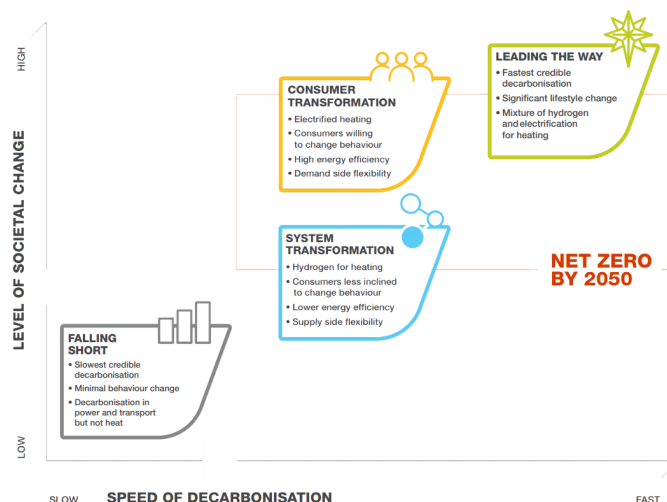 HIGH
LEVEL OF SOCIETAL CHANGE
LOW
LEADING THE WAY
• Fastest credible
decarbonisation
• Significant lifestyle change
• Mixture of hydrogen
and electrification
for heating
CONSUMER
TRANSFORMATION
• Electrified heating
• Consumers willing
to change behaviour
• High energy efficiency
• Demand side flexibility
SYSTEM
TRANSFORMATION
• Hydrogen for heating
• Consumers less inclined
to change behaviour
• Lower energy efficiency
• Supply side flexibility
NET ZERO
BY 2050
FALLING
SHORT
• Slowest credible
decarbonisation
• Minimal behaviour change
• Decarbonisation in
power and transport
but not heat
SLOW
SPEED OF DECARBONISATION
FAST